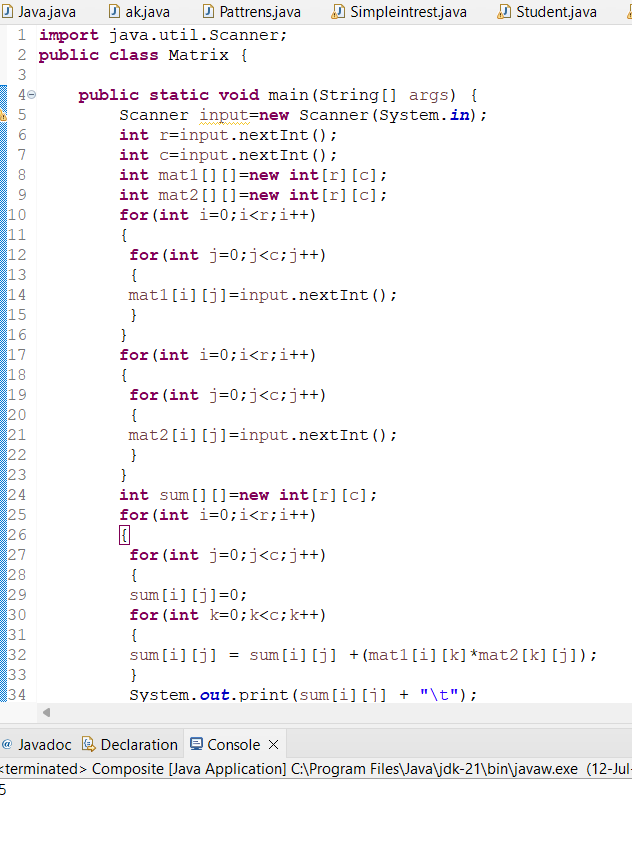 Java.java ak.java Pattrens.java Simpleintrest.java Student.java
1 import java.util.Scanner;
2 public class Matrix {
3
4 public static void main(String[] args) {
5 Scanner input=new Scanner(System.in);
6 int r=input.nextInt();
7 int c=input.nextInt();
8 int mat1[][]=new int[r][c];
9 int mat2[][]=new int[r][c];
10 for(int i=0;i<r;i++)
11 {
12 for(int j=0;j<c;j++)
13 {
14 mat1[i][j]=input.nextInt();
15 }
16 }
17 for(int i=0;i<r;i++)
18 {
19 for(int j=0;j<c;j++)
20 {
21 mat2[i][j]=input.nextInt();
22 }
23 }
24 int sum[][]=new int[r][c];
25 for(int i=0;i<r;i++)
26 {
27 for(int j=0;j<c;j++)
28 {
29 sum[i][j]=0;
30 for(int k=0;k<c;k++)
31 {
32 sum[i][j] = sum[i][j] +(mat1[i][k]*mat2[k][j]);
33 }
34 System.out.print(sum[i][j] + "\t");
@ Javadoc Declaration Console
<terminated> Composite [Java Application] C:\Program Files\Java\jdk-21\bin\javaw.exe (12-Jul-
5